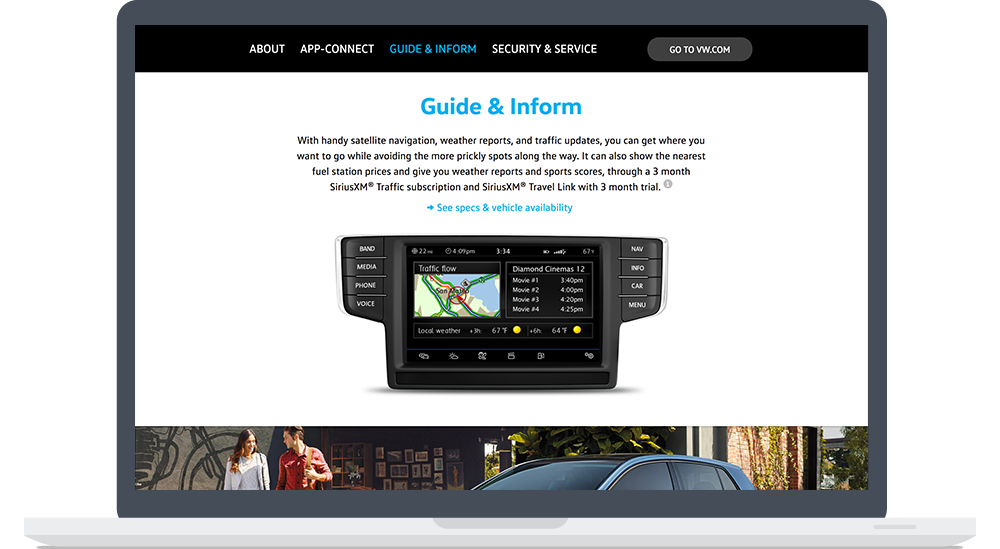 ABOUT APP-CONNECT GUIDE & INFORM SECURITY & SERVICE GO TO VW.COM
Guide & Inform
With handy satellite navigation, weather reports, and traffic updates, you can get where you
want to go while avoiding the more prickly spots along the way. It can also show the nearest
fuel station prices and give you weather reports and sports scores, through a 3 month
SiriusXM® Traffic subscription and SiriusXM® Travel Link with 3 month trial.
➔ See specs & vehicle availability
BAND
MEDIA
PHONE
VOICE
22 mi 4:09pm 3:34 67°F
Traffic flow
San Mateo
Diamond Cinemas 12
Movie #1 3:40pm
Movie #2 4:00pm
Movie #3 4:20pm
Movie #4 4:25pm
Local weather +3h: 67°F +6h: 64°F
NAV
INFO
CAR
MENU